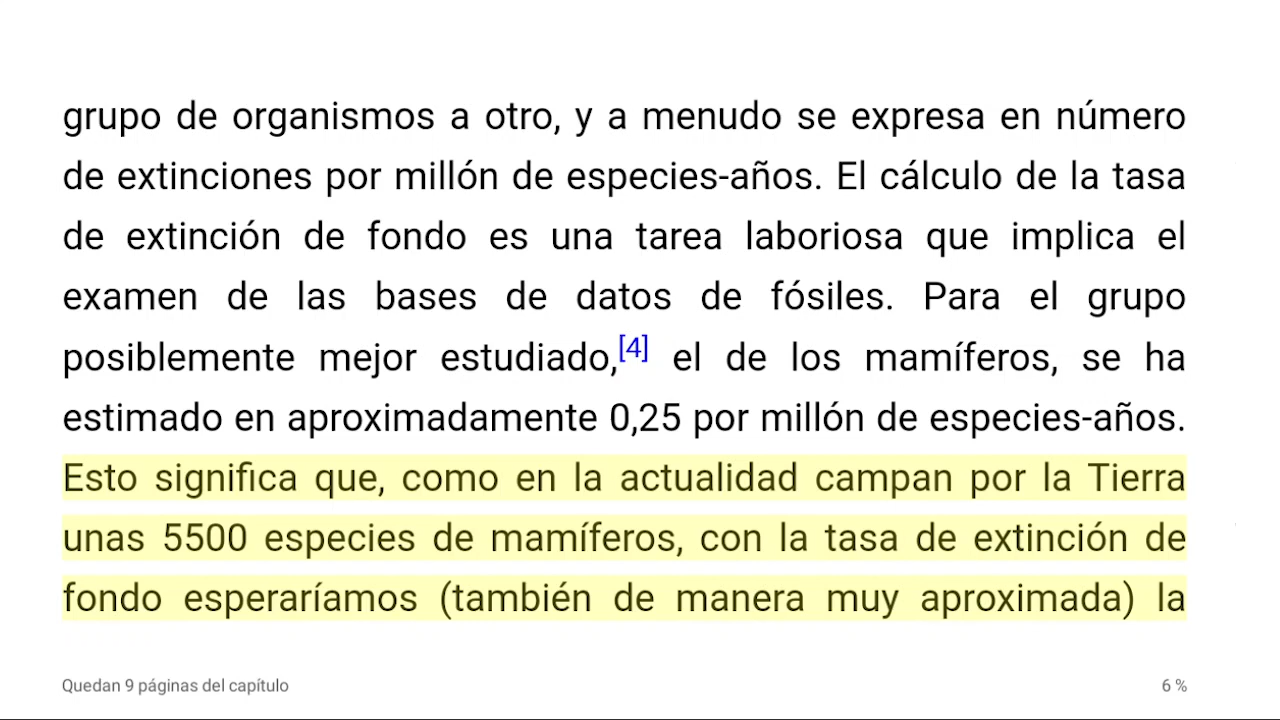 grupo de organismos a otro, y a menudo se expresa en número
de extinciones por millón de especies-años. El cálculo de la tasa
de extinción de fondo es una tarea laboriosa que implica el
examen de las bases de datos de fósiles. Para el grupo
posiblemente mejor estudiado,[4] el de los mamíferos, se ha
estimado en aproximadamente 0,25 por millón de especies-años.
Esto significa que, como en la actualidad campan por la Tierra
unas 5500 especies de mamíferos, con la tasa de extinción de
fondo esperaríamos (también de manera muy aproximada) la
Quedan 9 páginas del capítulo 6 %